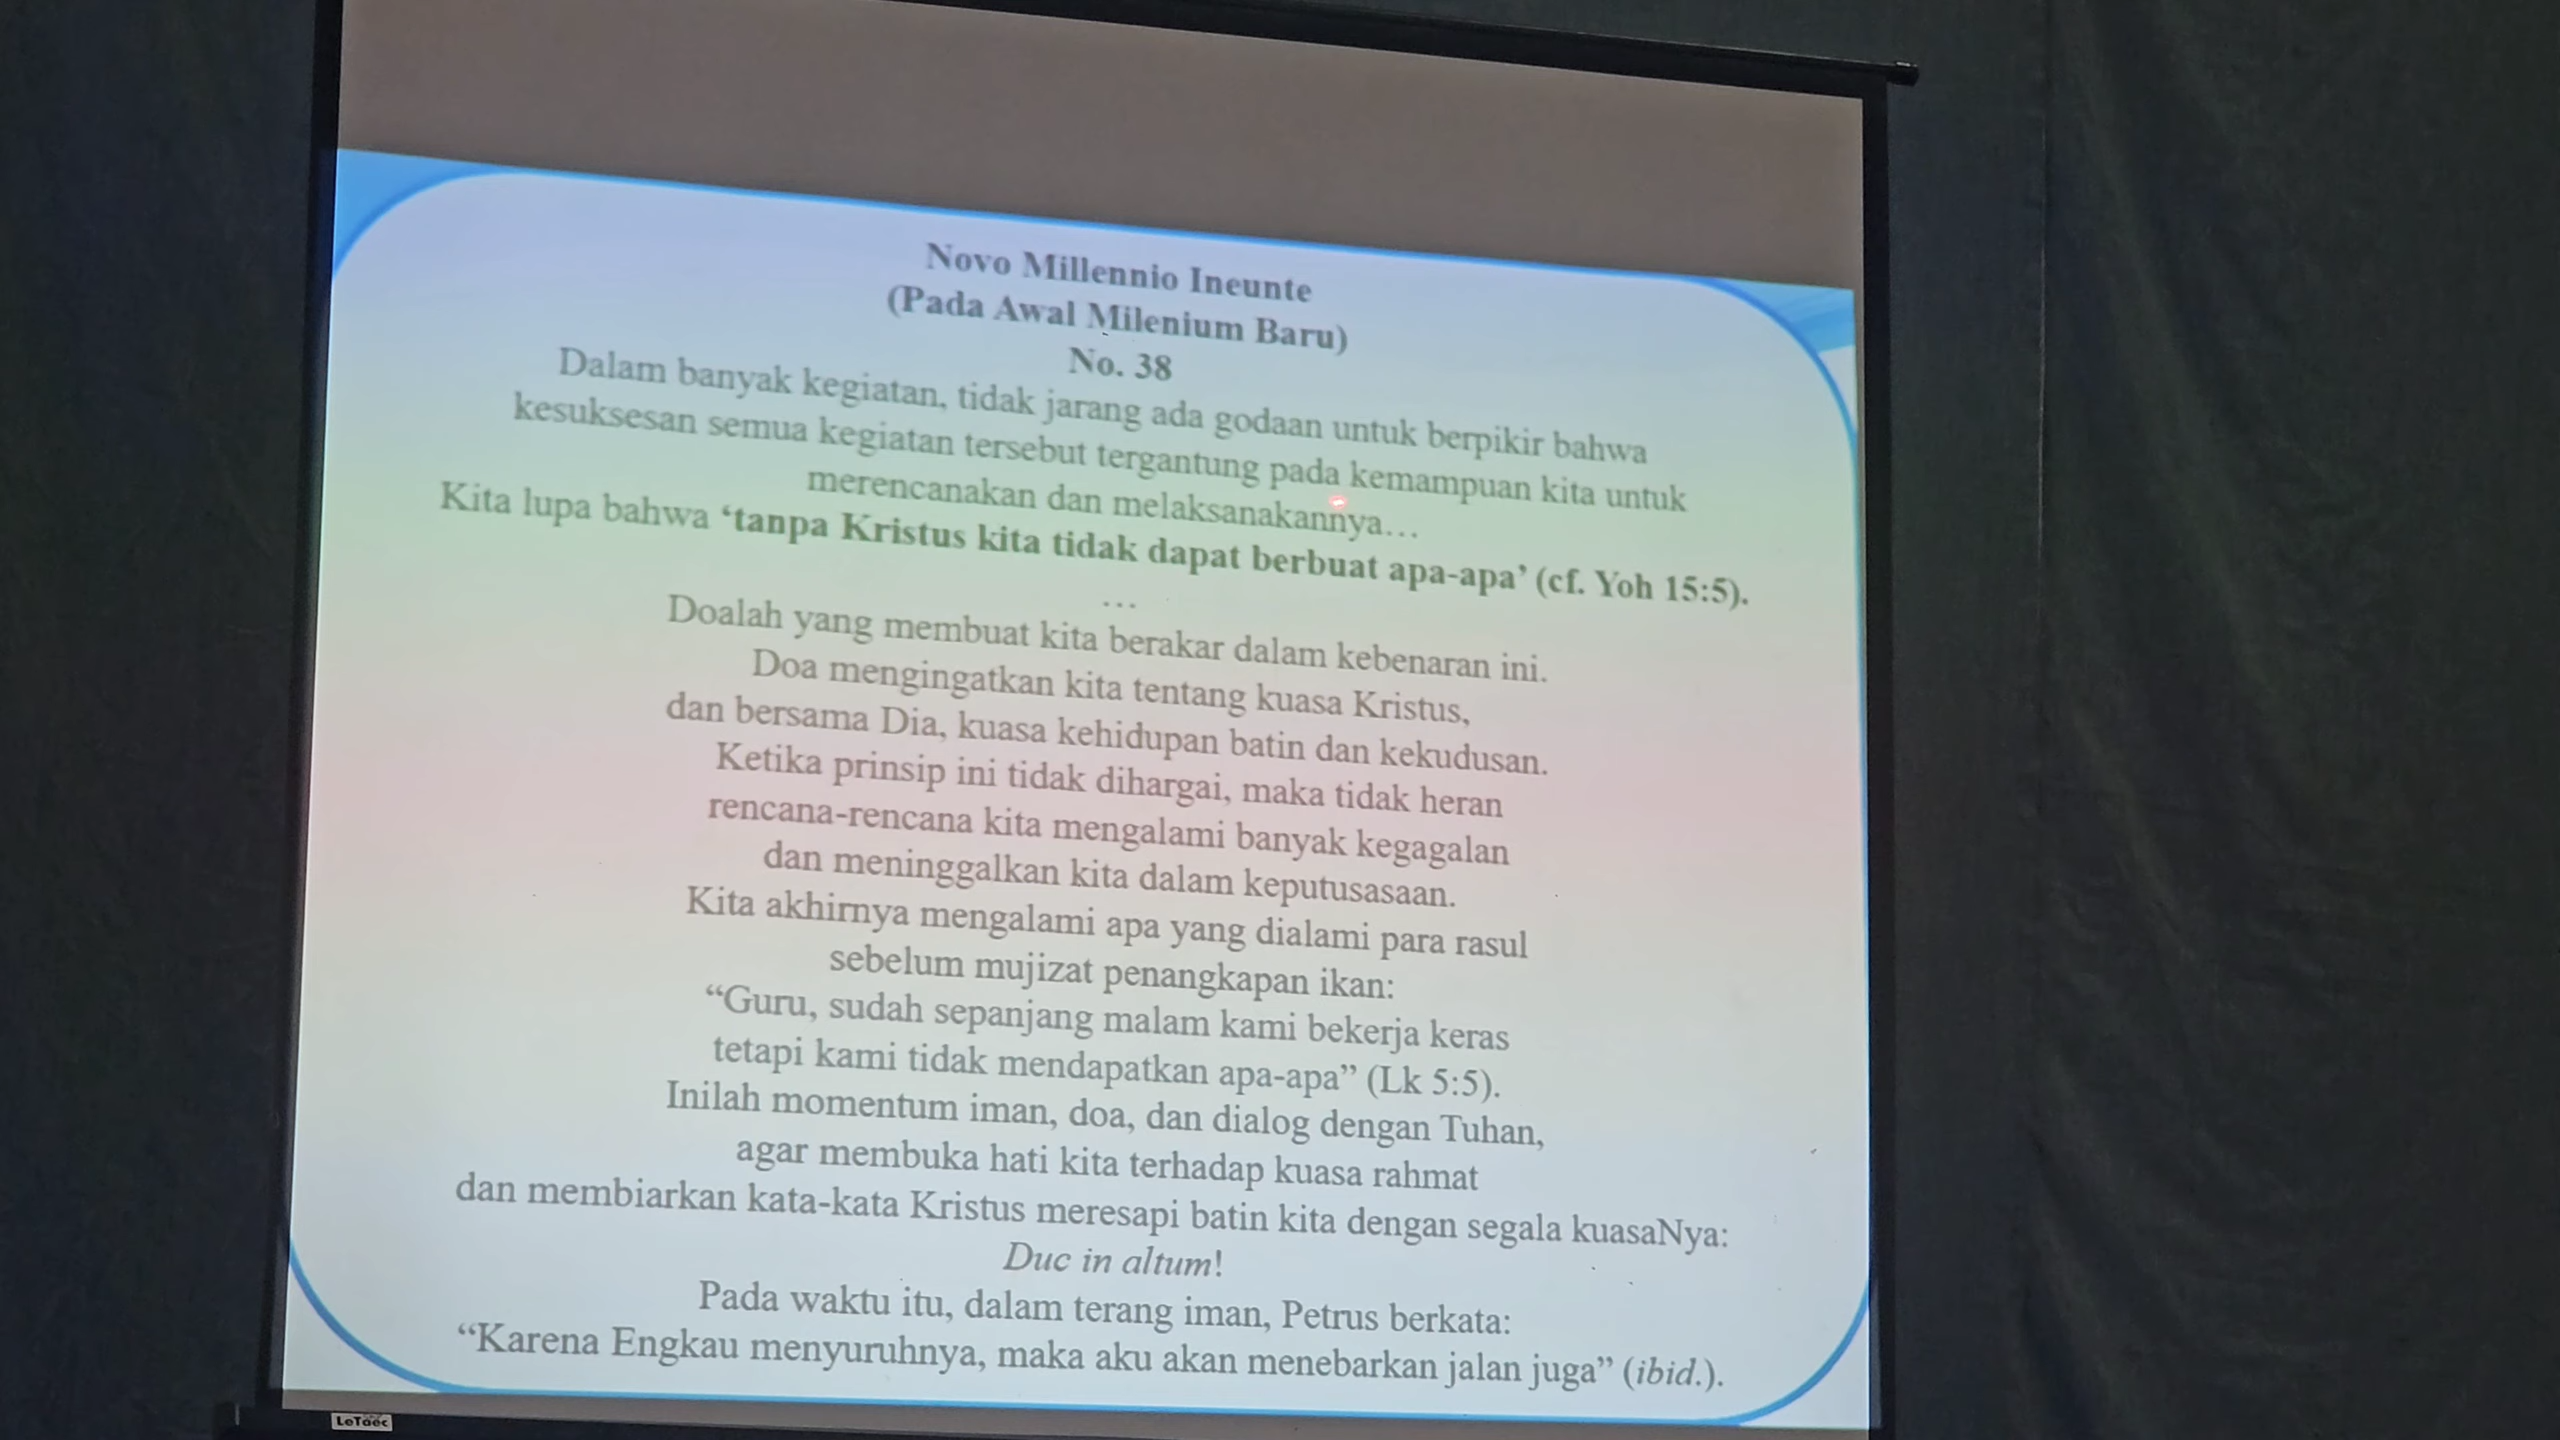 Novo Millennio Ineunte
(Pada Awal Milenium Baru)
No. 38
Dalam banyak kegiatan, tidak jarang ada godaan untuk berpikir bahwa
kesuksesan semua kegiatan tersebut tergantung pada kemampuan kita untuk
merencanakan dan melaksanakannya…
Kita lupa bahwa ‘tanpa Kristus kita tidak dapat berbuat apa-apa’ (cf. Yoh 15:5).
…
Doalah yang membuat kita berakar dalam kebenaran ini.
Doa mengingatkan kita tentang kuasa Kristus,
dan bersama Dia, kuasa kehidupan batin dan kekudusan.
Ketika prinsip ini tidak dihargai, maka tidak heran
rencana-rencana kita mengalami banyak kegagalan
dan meninggalkan kita dalam keputusasaan.
Kita akhirnya mengalami apa yang dialami para rasul
sebelum mujizat penangkapan ikan:
“Guru, sudah sepanjang malam kami bekerja keras
tetapi kami tidak mendapatkan apa-apa” (Lk 5:5).
Inilah momentum iman, doa, dan dialog dengan Tuhan,
agar membuka hati kita terhadap kuasa rahmat
dan membiarkan kata-kata Kristus meresapi batin kita dengan segala kuasaNya:
Duc in altum!
Pada waktu itu, dalam terang iman, Petrus berkata:
“Karena Engkau menyuruhnya, maka aku akan menebarkan jalan juga” (ibid.).
LeTaec